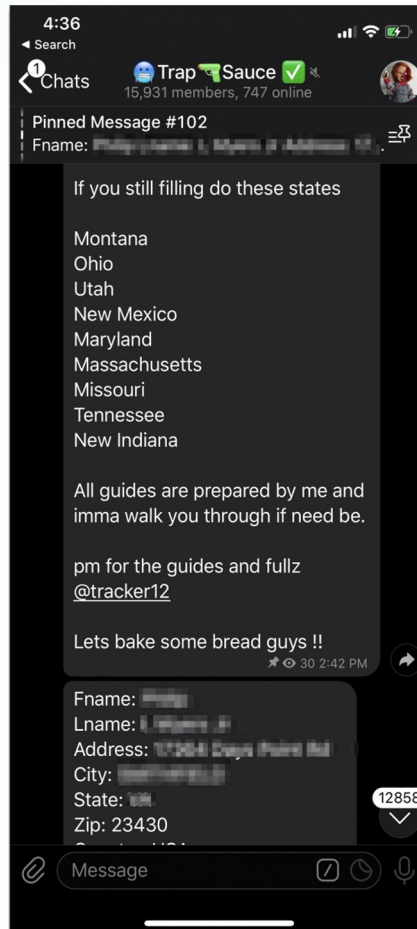 4:36
Search
1
Chats
Trap Sauce
15,931 members, 747 online
Pinned Message #102
Fname:
If you still filling do these states
Montana
Ohio
Utah
New Mexico
Maryland
Massachusetts
Missouri
Tennessee
New Indiana
All guides are prepared by me and
imma walk you through if need be.
pm for the guides and fullz
@tracker12
Lets bake some bread guys !!
30 2:42 PM
Fname:
Lname:
Address:
City:
State:
Zip: 23430
12858
Message